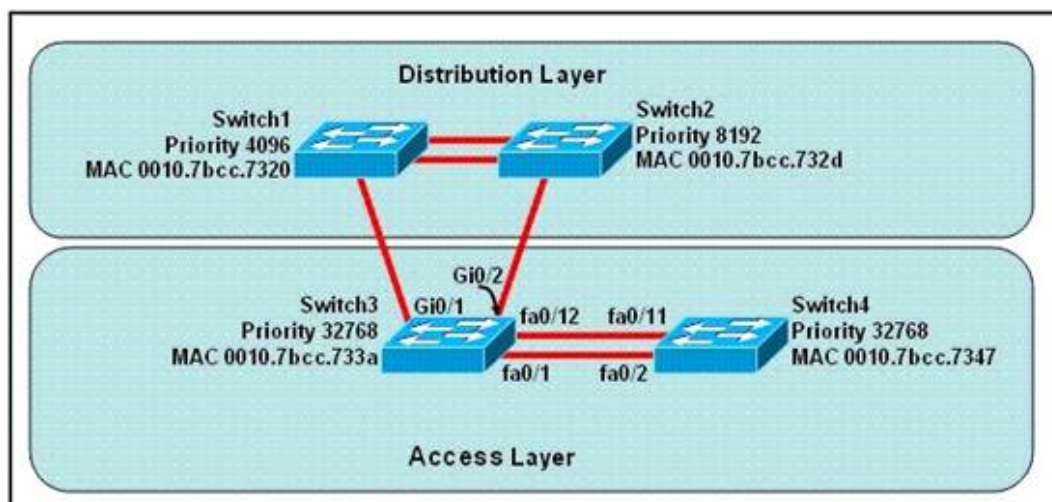 Distribution Layer
Switch1
Priority 4096
MAC 0010.7bcc.7320
Switch2
Priority 8192
MAC 0010.7bcc.732d
Gi0/2
Switch3
Priority 32768
MAC 0010.7bcc.733a
Gi0/1
fa0/12
fa0/11
fa0/1
fa0/2
Switch4
Priority 32768
MAC 0010.7bcc.7347
Access Layer